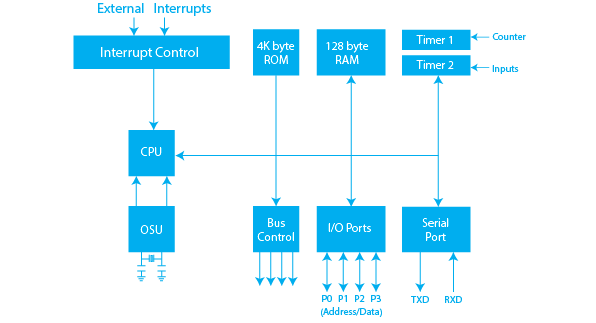 External Interrupts
Interrupt Control
4K byte
ROM
128 byte
RAM
Timer 1
Counter
Timer 2
Inputs
CPU
OSU
Bus
Control
I/O Ports
Serial
Port
P0 P1 P2 P3
(Address/Data)
TXD RXD